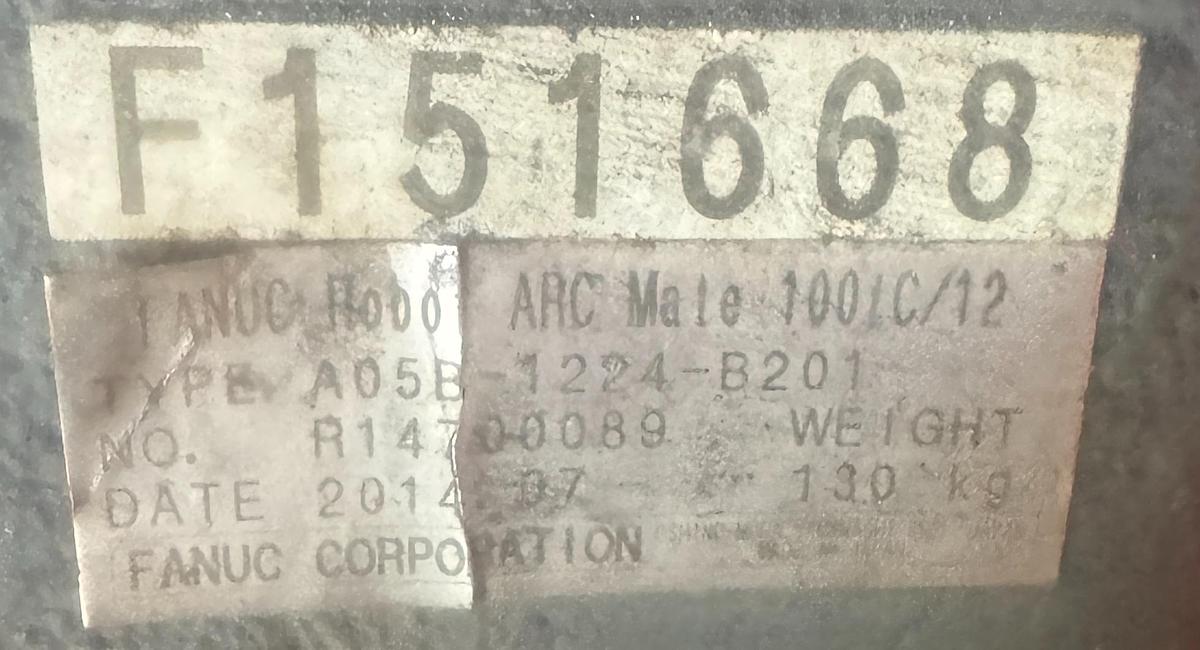 F151668
FANUC Robot ARC Mate 100iC/12
TYPE A05B-1224-B201
NO. R14700089 WEIGHT
DATE 2014.07 130 kg
FANUC CORPORATION